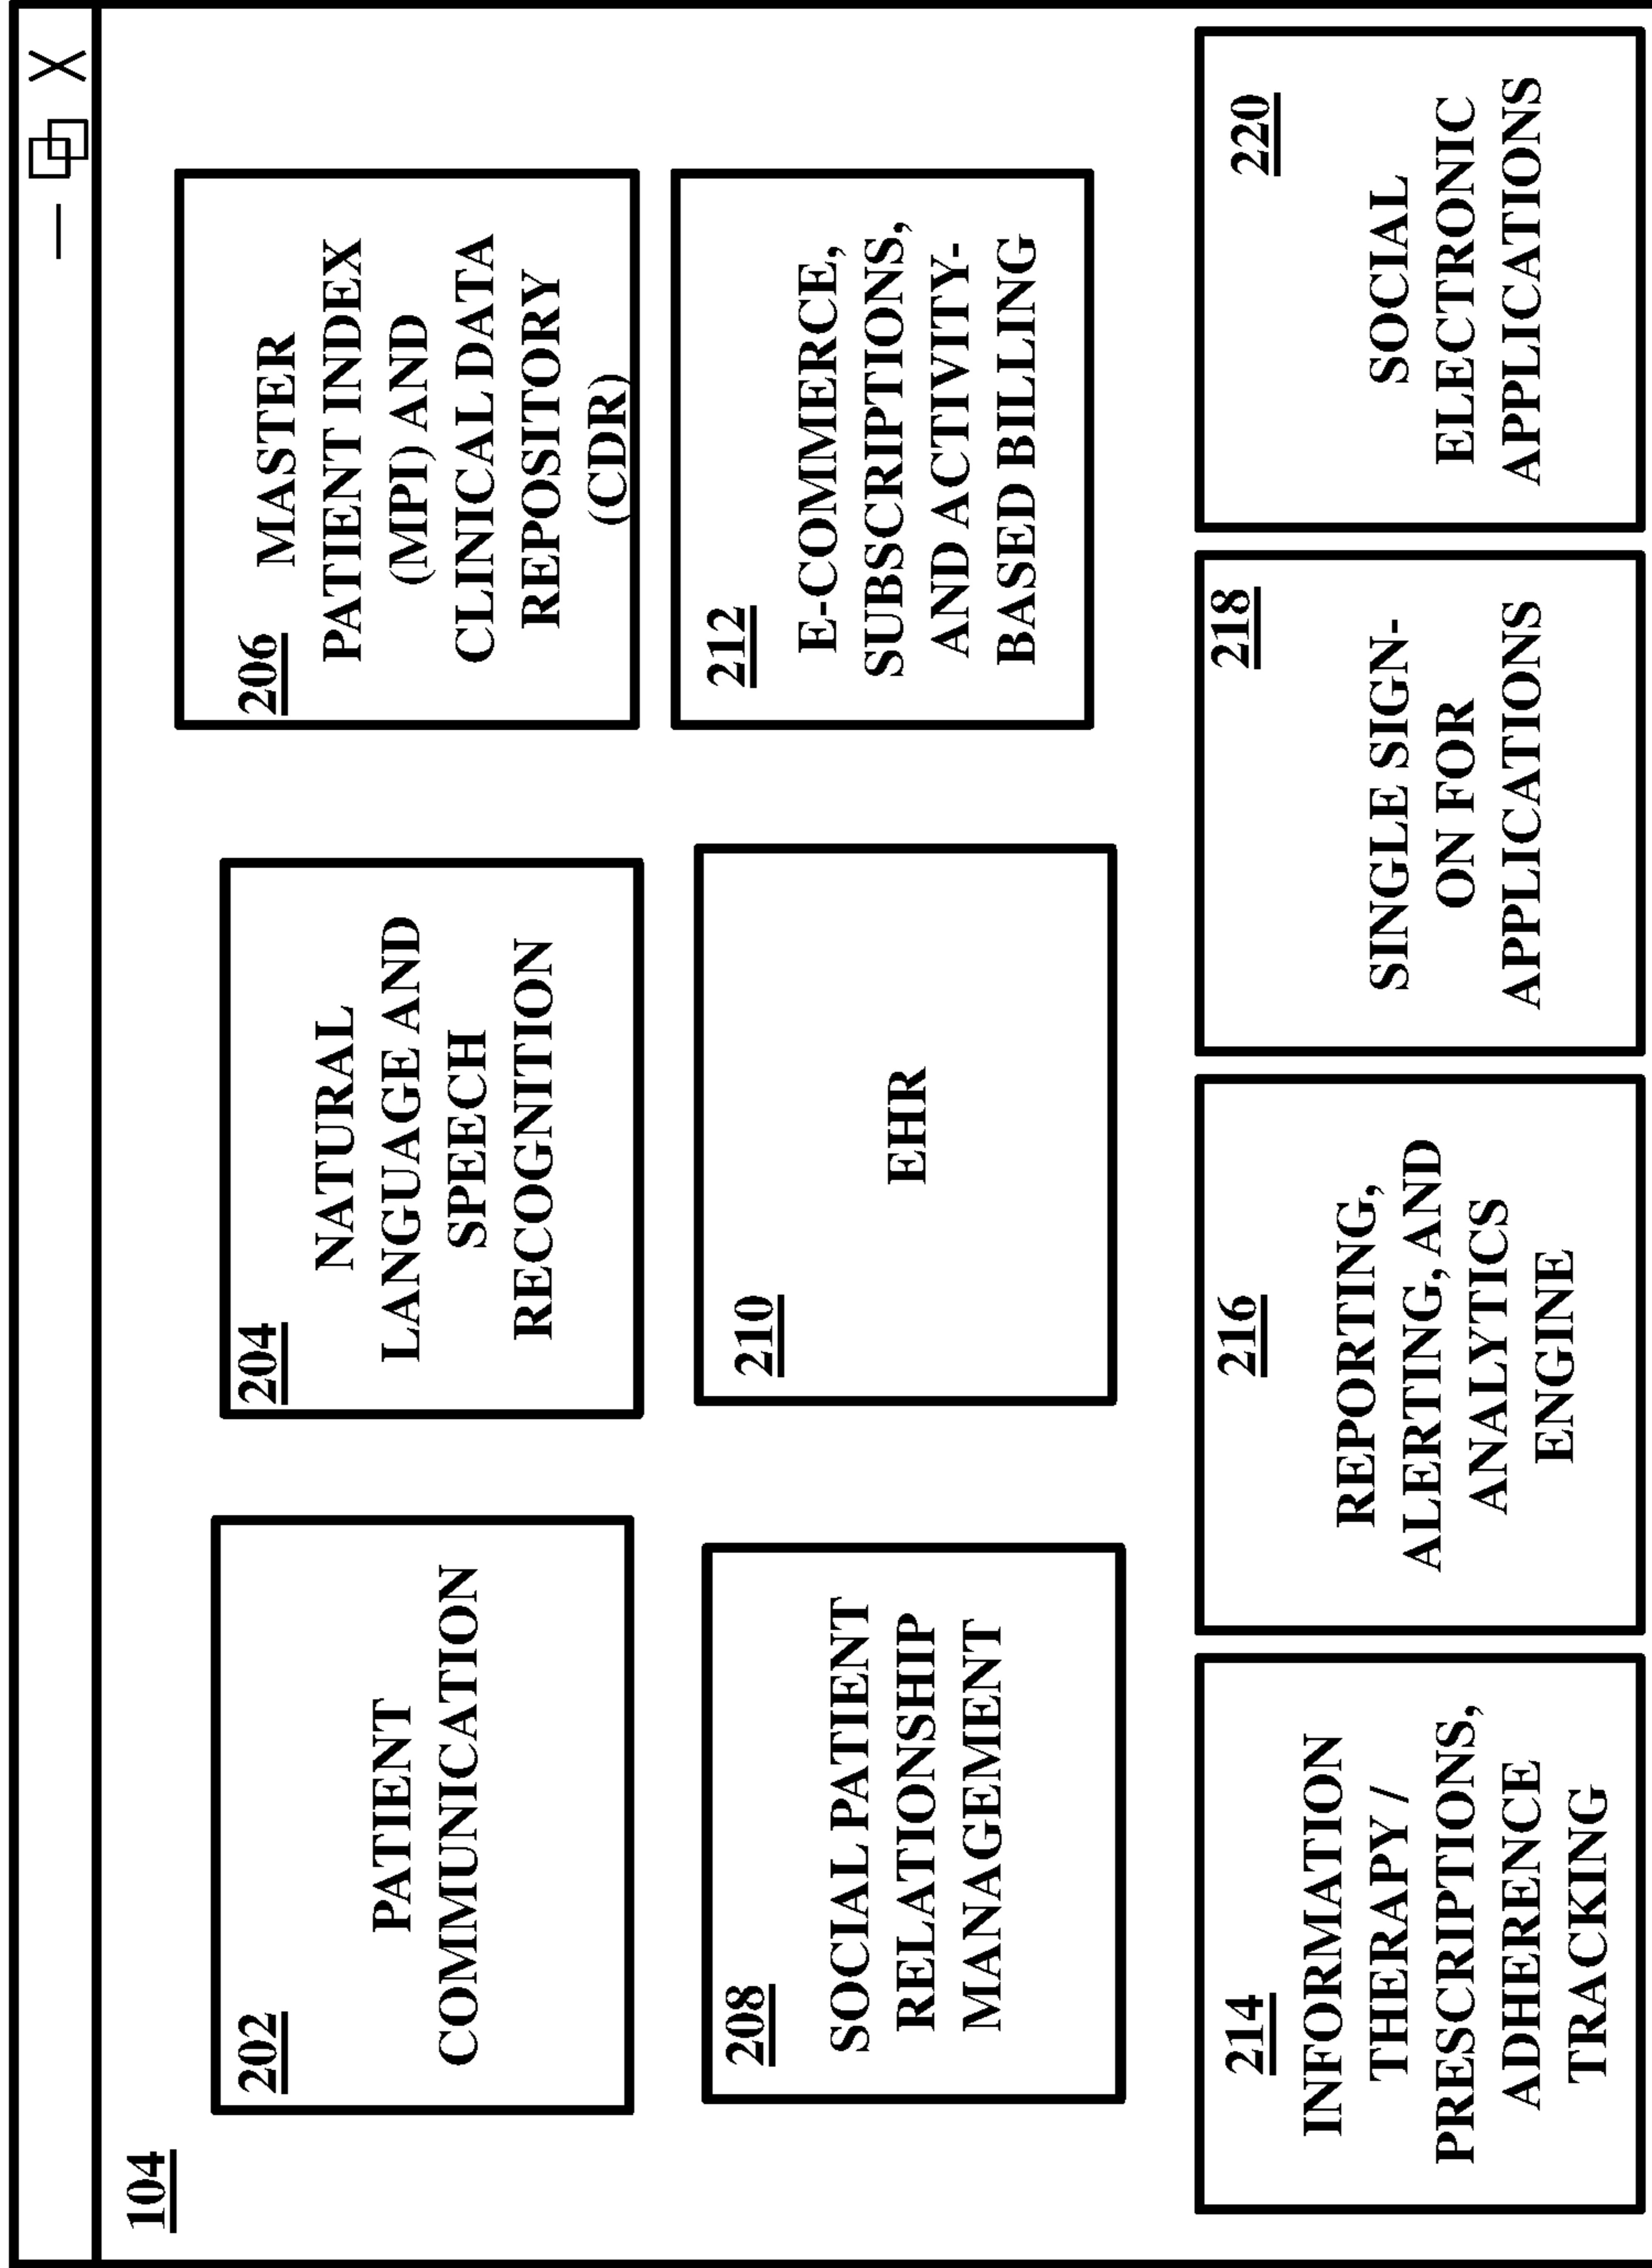 104
202
PATIENT
COMMUNICATION
204
NATURAL
LANGUAGE AND
SPEECH
RECOGNITION
206
MASTER
PATIENT INDEX
(MPI) AND
CLINICAL DATA
REPOSITORY
(CDR)
208
SOCIAL PATIENT
RELATIONSHIP
MANAGEMENT
210
EHR
212
E-COMMERCE,
SUBSCRIPTIONS,
AND ACTIVITY-
BASED BILLING
214
INFORMATION
THERAPY /
PRESCRIPTIONS,
ADHERENCE
TRACKING
216
REPORTING,
ALERTING, AND
ANALYTICS
ENGINE
218
SINGLE SIGN-
ON FOR
APPLICATIONS
220
SOCIAL
ELECTRONIC
APPLICATIONS